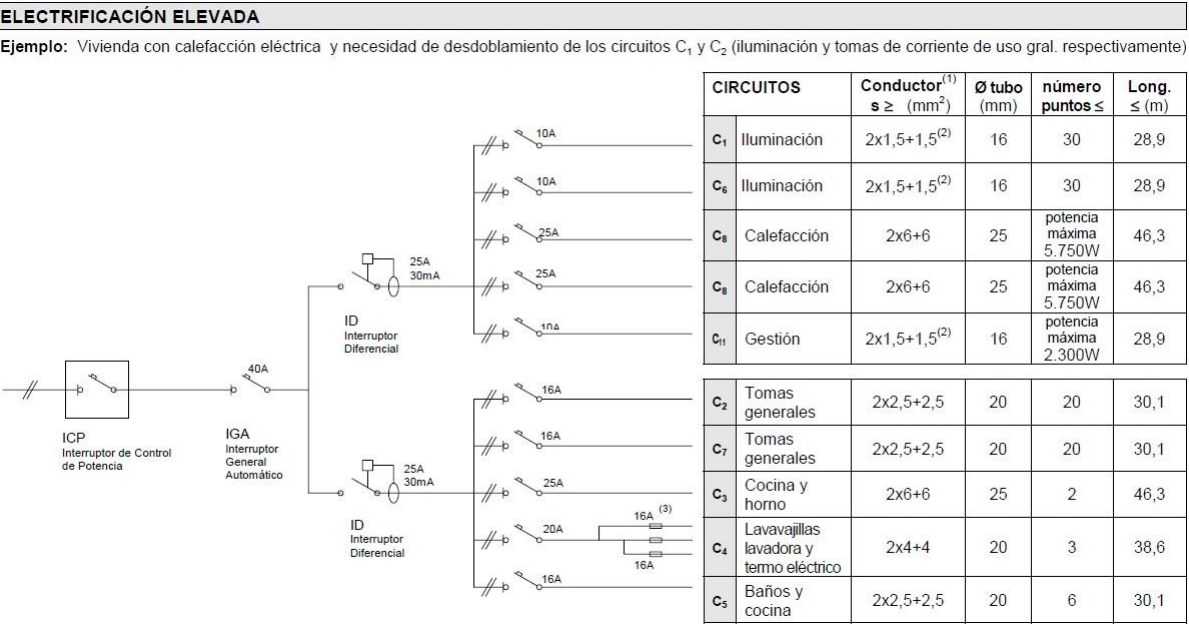 ELECTRIFICACIÓN ELEVADA
Ejemplo: Vivienda con calefacción eléctrica y necesidad de desdoblamiento de los circuitos C₁ y C₂ (iluminación y tomas de corriente de uso gral. respectivamente)
CIRCUITOS Conductor⁽¹⁾ s ≥ (mm²) Ø tubo (mm) número puntos ≤ Long. ≤ (m)
10A C₁ Iluminación 2x1,5+1,5⁽²⁾ 16 30 28,9
10A C₆ Iluminación 2x1,5+1,5⁽²⁾ 16 30 28,9
25A C₈ Calefacción 2x6+6 25 potencia máxima 5.750W 46,3
25A C₈ Calefacción 2x6+6 25 potencia máxima 5.750W 46,3
10A C₁₁ Gestión 2x1,5+1,5⁽²⁾ 16 potencia máxima 2.300W 28,9
25A
30mA
ID
Interruptor
Diferencial
40A
ICP
Interruptor de Control
de Potencia
IGA
Interruptor
General
Automático
16A C₂ Tomas generales 2x2,5+2,5 20 20 30,1
16A C₇ Tomas generales 2x2,5+2,5 20 20 30,1
25A C₃ Cocina y horno 2x6+6 25 2 46,3
20A 16A ⁽³⁾ 16A C₄ Lavavajillas lavadora y termo eléctrico 2x4+4 20 3 38,6
16A C₅ Baños y cocina 2x2,5+2,5 20 6 30,1
25A
30mA
ID
Interruptor
Diferencial